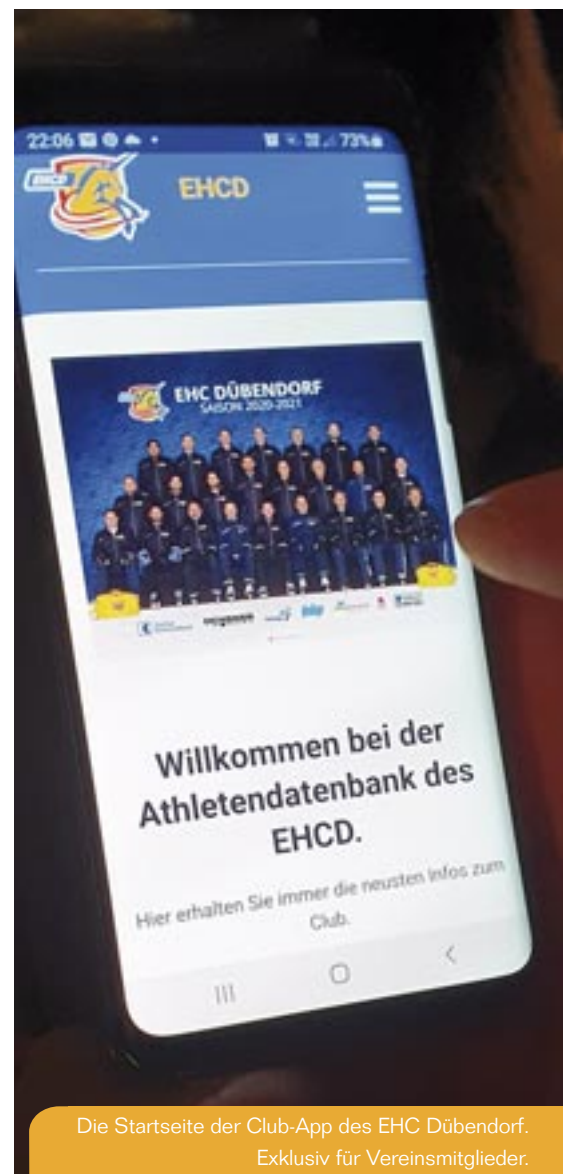 22:06
73%
EHCD
EHCD
EHC DÜBENDORF
SAISON 2020-2021
Willkommen bei der
Athletendatenbank des
EHCD.
Hier erhalten Sie immer die neusten Infos zum
Club.
Die Startseite der Club-App des EHC Dübendorf.
Exklusiv für Vereinsmitglieder.